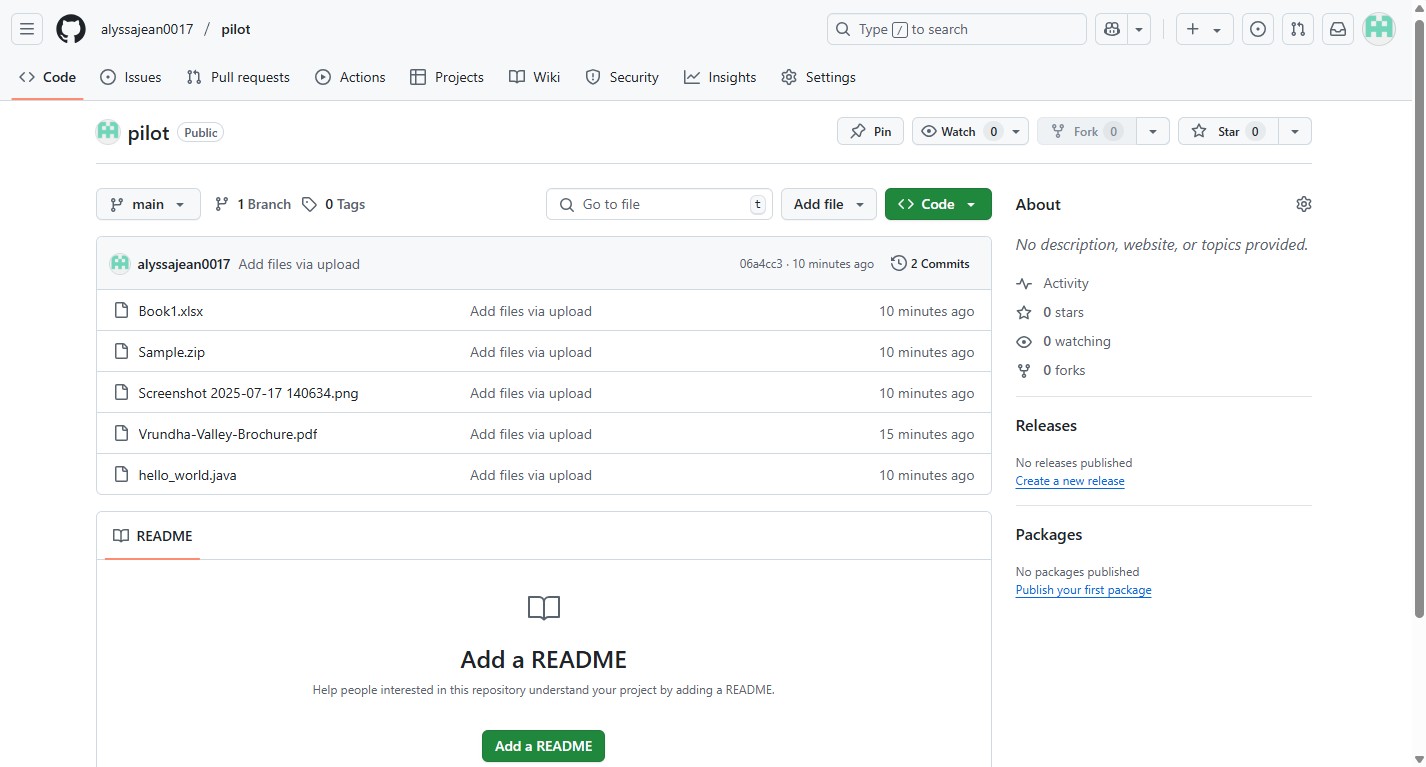 alyssajean0017 / pilot
Type / to search
Code Issues Pull requests Actions Projects Wiki Security Insights Settings
pilot Public
Pin Watch 0 Fork 0 Star 0
main 1 Branch 0 Tags Go to file t Add file Code
alyssajean0017 Add files via upload 06a4cc3 · 10 minutes ago 2 Commits
Book1.xlsx Add files via upload 10 minutes ago
Sample.zip Add files via upload 10 minutes ago
Screenshot 2025-07-17 140634.png Add files via upload 10 minutes ago
Vrundha-Valley-Brochure.pdf Add files via upload 15 minutes ago
hello_world.java Add files via upload 10 minutes ago
README
Add a README
Help people interested in this repository understand your project by adding a README.
Add a README
About
No description, website, or topics provided.
Activity
0 stars
0 watching
0 forks
Releases
No releases published
Create a new release
Packages
No packages published
Publish your first package